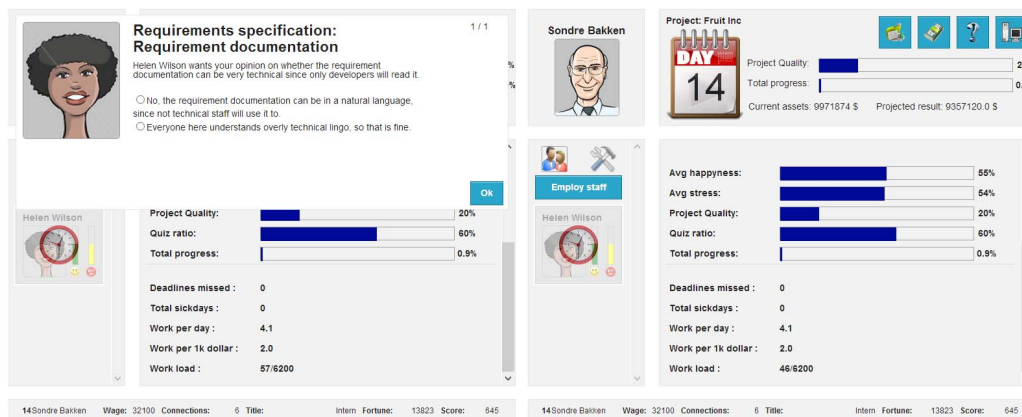 Requirements specification:
Requirement documentation
1 / 1
Helen Wilson wants your opinion on whether the requirement
documentation can be very technical since only developers will read it.
No, the requirement documentation can be in a natural language,
since not technical staff will use it to.
Everyone here understands overly technical lingo, so that is fine.
Ok
%
%
Helen Wilson
Project Quality: 20%
Quiz ratio: 60%
Total progress: 0.9%
Deadlines missed : 0
Total sickdays : 0
Work per day : 4.1
Work per 1k dollar : 2.0
Work load : 57/6200
14 Sondre Bakken Wage: 32100 Connections: 6 Title: Intern Fortune: 13823 Score: 645
Sondre Bakken
Project: Fruit Inc
DAY
14
Project Quality: 2
Total progress: 0.
Current assets: 9971874 $ Projected result: 9357120.0 $
Employ staff
Helen Wilson
Avg happyness: 55%
Avg stress: 54%
Project Quality: 20%
Quiz ratio: 60%
Total progress: 0.9%
Deadlines missed : 0
Total sickdays : 0
Work per day : 4.1
Work per 1k dollar : 2.0
Work load : 46/6200
14 Sondre Bakken Wage: 32100 Connections: 6 Title: Intern Fortune: 13823 Score: 645